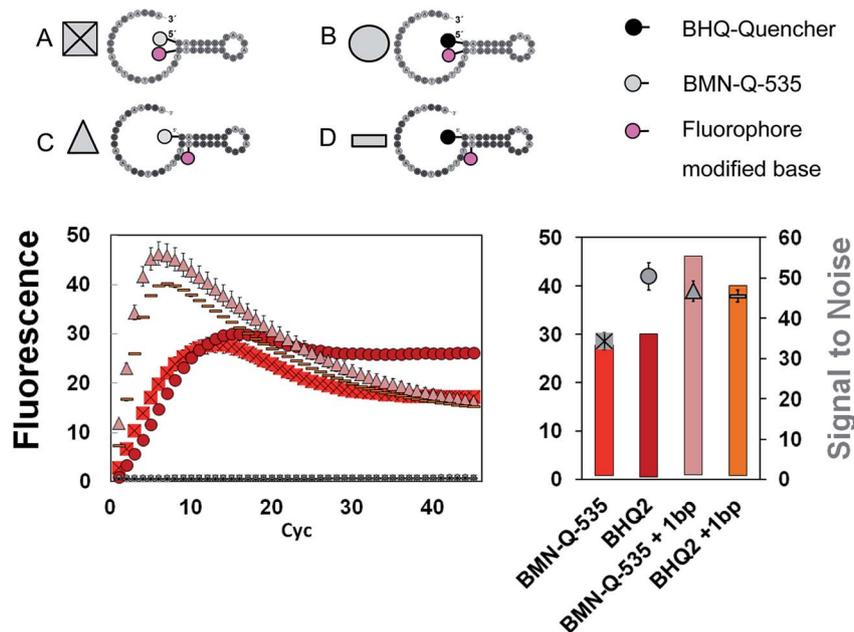 A
3´
5´
B
3´
5´
BHQ-Quencher
BMN-Q-535
C
D
Fluorophore
modified base
Fluorescence
50
40
30
20
10
0
0
10
20
30
40
Cyc
50
40
30
20
10
0
60
50
40
30
20
10
0
Signal to Noise
BMN-Q-535
BHQ2
BMN-Q-535 + 1bp
BHQ2 +1bp